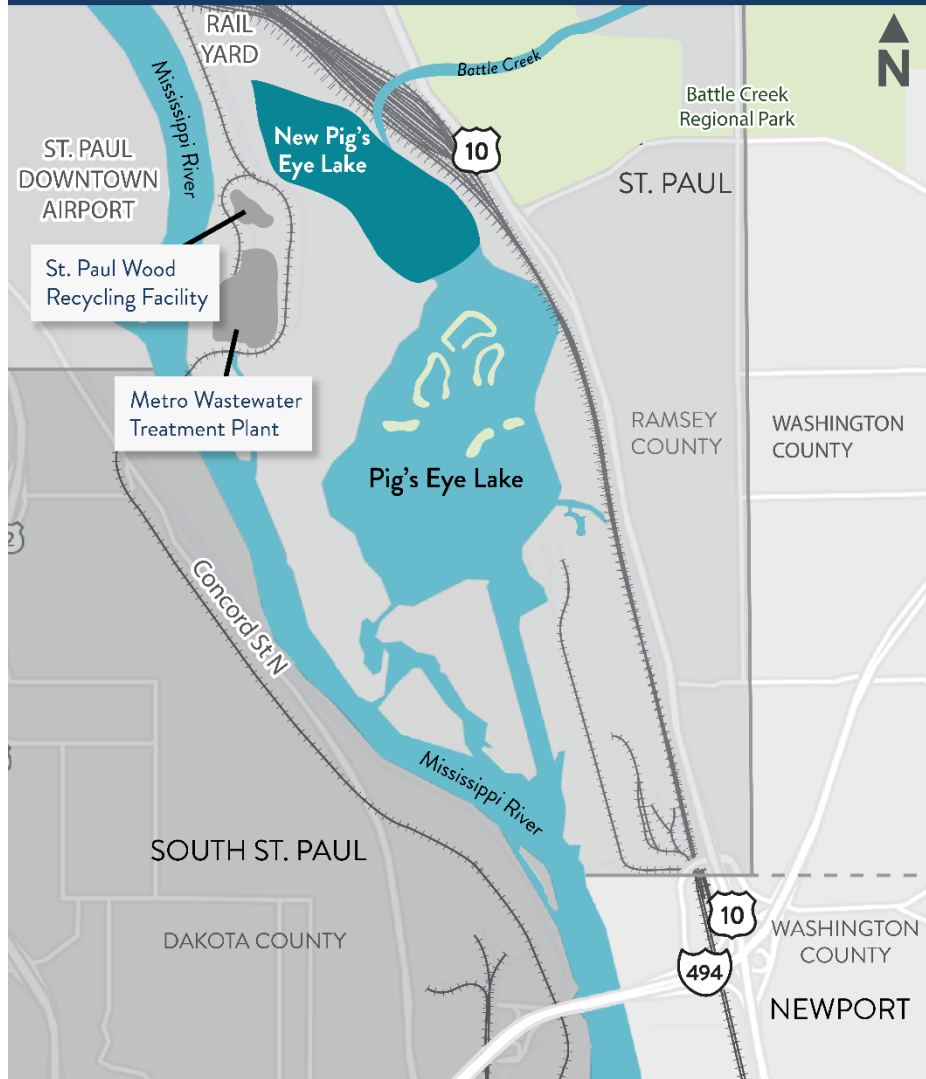 RAIL
YARD
N
Battle Creek
Mississippi River
Battle Creek
Regional Park
New Pig's
Eye Lake
10
ST. PAUL
DOWNTOWN
AIRPORT
ST. PAUL
St. Paul Wood
Recycling Facility
Metro Wastewater
Treatment Plant
RAMSEY
COUNTY
WASHINGTON
COUNTY
Pig's Eye Lake
2
Concord St N
Mississippi River
SOUTH ST. PAUL
10
DAKOTA COUNTY
WASHINGTON
COUNTY
494
NEWPORT